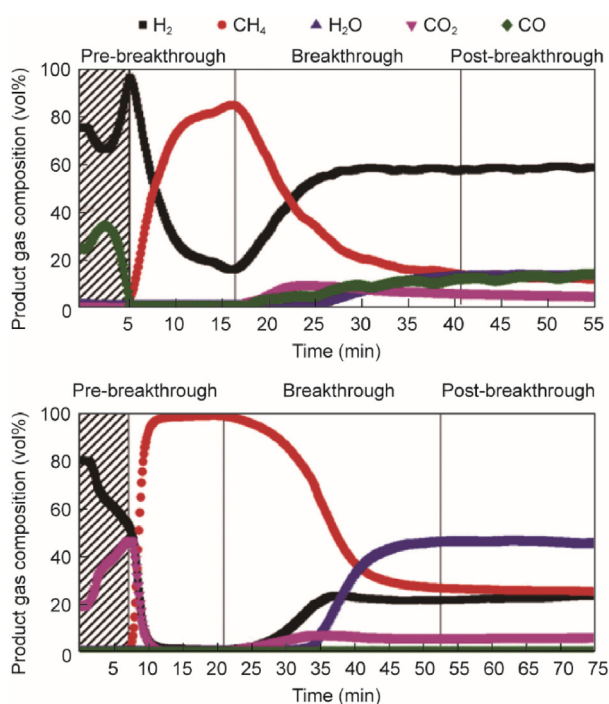 H₂ CH₄ H₂O CO₂ CO
Pre-breakthrough Breakthrough Post-breakthrough
Product gas composition (vol%)
100
80
60
40
20
0
5 10 15 20 25 30 35 40 45 50 55
Time (min)
Pre-breakthrough Breakthrough Post-breakthrough
Product gas composition (vol%)
100
80
60
40
20
0
5 10 15 20 25 30 35 40 45 50 55 60 65 70 75
Time (min)